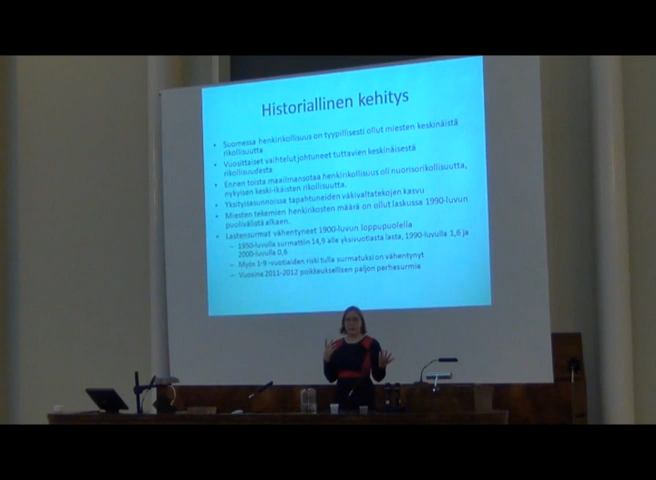 Historiallinen kehitys
• Suomessa henkirikollisuus on tyypillisesti ollut miesten keskinäistä
rikollisuutta
• Vuosittaiset vaihtelut johtuneet tuttavien keskinäisestä
rikollisuudesta
• Ennen toista maailmansotaa henkirikollisuus oli nuorisorikollisuutta,
nykyisen keski-ikäisten rikollisuutta.
• Yksityisasunnoissa tapahtuneiden väkivaltatekojen kasvu
• Miesten tekemien henkirikosten määrä on ollut laskussa 1990-luvun
puolivälistä alkaen.
• Lastensurmat vähentyneet 1900-luvun loppupuolella
– 1950-luvulla surmattiin 14,9 alle yksivuotiasta lasta, 1990-luvulla 1,6 ja
2000-luvulla 0,6
– Myös 1-9 -vuotiaiden riski tulla surmatuksi on vähentynyt
– Vuosina 2011-2012 poikkeuksellisen paljon perhesurmia